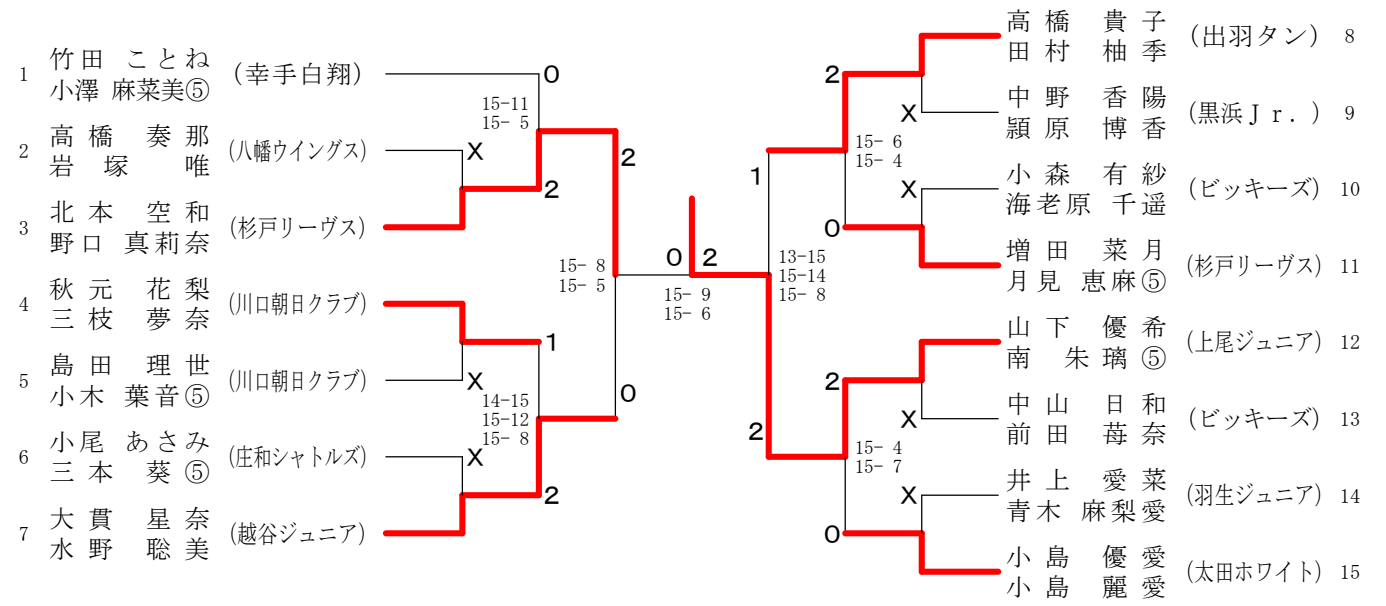 1 竹田 ことね
小澤 麻菜美⑤
(幸手白翔)
2 高橋 奏那
岩塚 唯
(八幡ウイングス)
3 北本 空和
野口 真莉奈
(杉戸リーヴス)
4 秋元 花梨
三枝 夢奈
(川口朝日クラブ)
5 島田 理世
小木 葉音⑤
(川口朝日クラブ)
6 小尾 あさみ
三本 葵⑤
(庄和シャトルズ)
7 大貫 星奈
水野 聡美
(越谷ジュニア)
0
15-11
15- 5
X
2
2
15- 8
15- 5
1
X
14-15
15-12
15- 8
X
2
0
0 2
15- 9
15- 6
1
13-15
15-14
15- 8
2
2
X
15- 6
15- 4
X
0
2
X
15- 4
15- 7
X
0
高橋 貴子
田村 柚季
(出羽タン) 8
中野 香陽
頴原 博香
(黒浜Jr.) 9
小森 有紗
海老原 千遥
(ビッキーズ) 10
増田 菜月
月見 恵麻⑤
(杉戸リーヴス) 11
山下 優希
南 朱璃⑤
(上尾ジュニア) 12
中山 日和
前田 苺奈
(ビッキーズ) 13
井上 愛菜
青木 麻梨愛
(羽生ジュニア) 14
小島 優愛
小島 麗愛
(太田ホワイト) 15